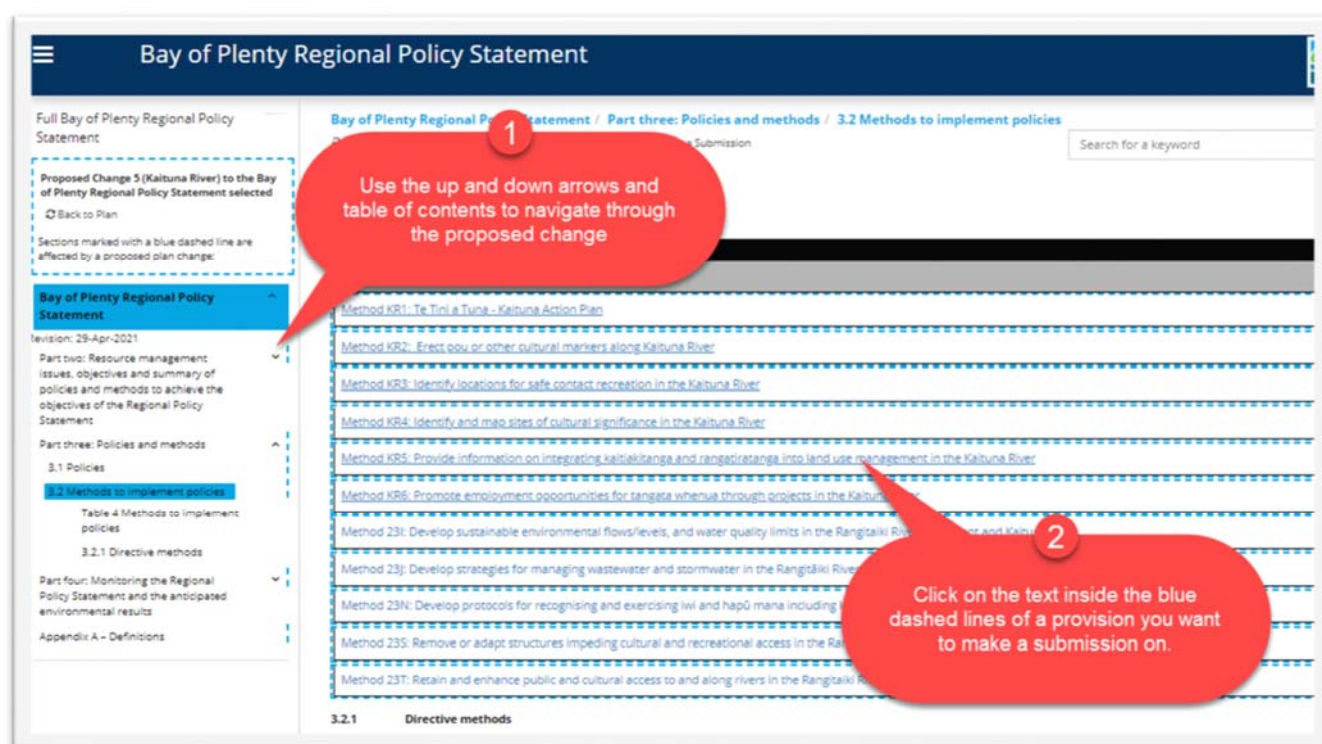 Bay of Plenty Regional Policy Statement
Full Bay of Plenty Regional Policy
Statement
Proposed Change 5 (Kaituna River) to the Bay
of Plenty Regional Policy Statement selected
Back to Plan
Sections marked with a blue dashed line are
affected by a proposed plan change:
Bay of Plenty Regional Policy
Statement
Revision: 29-Apr-2021
Part two: Resource management
issues, objectives and summary of
policies and methods to achieve the
objectives of the Regional Policy
Statement
Part three: Policies and methods
3.1 Policies
3.2 Methods to implement policies
Table 4 Methods to implement
policies
3.2.1 Directive methods
Part four: Monitoring the Regional
Policy Statement and the anticipated
environmental results
Appendix A – Definitions
Bay of Plenty Regional Statement / Part three: Policies and methods / 3.2 Methods to implement policies
Submission
Search for a keyword
1
Use the up and down arrows and
table of contents to navigate through
the proposed change
Method KR1: Te Tini a Tuna - Kaituna Action Plan
Method KR2: Erect pou or other cultural markers along Kaituna River
Method KR3: Identify locations for safe contact recreation in the Kaituna River
Method KR4: Identify and map sites of cultural significance in the Kaituna River
Method KR5: Provide information on integrating kaitiakitanga and rangatiratanga into land use management in the Kaituna River
Method KR6: Promote employment opportunities for tangata whenua through projects in the Kaituna
Method 23I: Develop sustainable environmental flows/levels, and water quality limits in the Rangitaiki
Method 23J: Develop strategies for managing wastewater and stormwater in the Rangitāiki
Method 23N: Develop protocols for recognising and exercising iwi and hapū mana including
Method 23S: Remove or adapt structures impeding cultural and recreational access in the
Method 23T: Retain and enhance public and cultural access to and along rivers in the Rangitaiki
2
Click on the text inside the blue
dashed lines of a provision you want
to make a submission on.
3.2.1 Directive methods